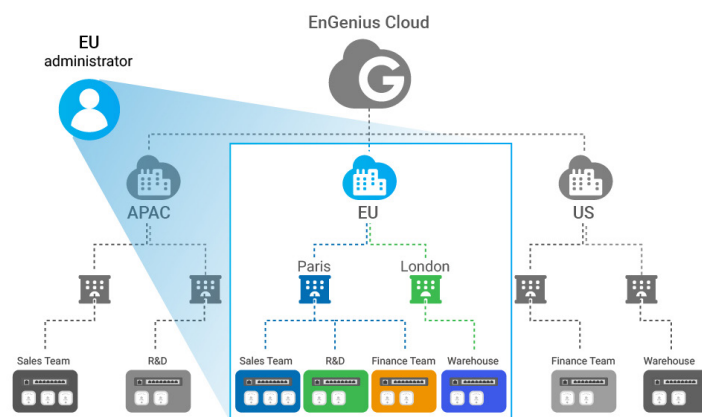 EnGenius Cloud
EU
administrator
G
APAC
EU
US
Paris
London
Sales Team
R&D
Sales Team
R&D
Finance Team
Warehouse
Finance Team
Warehouse